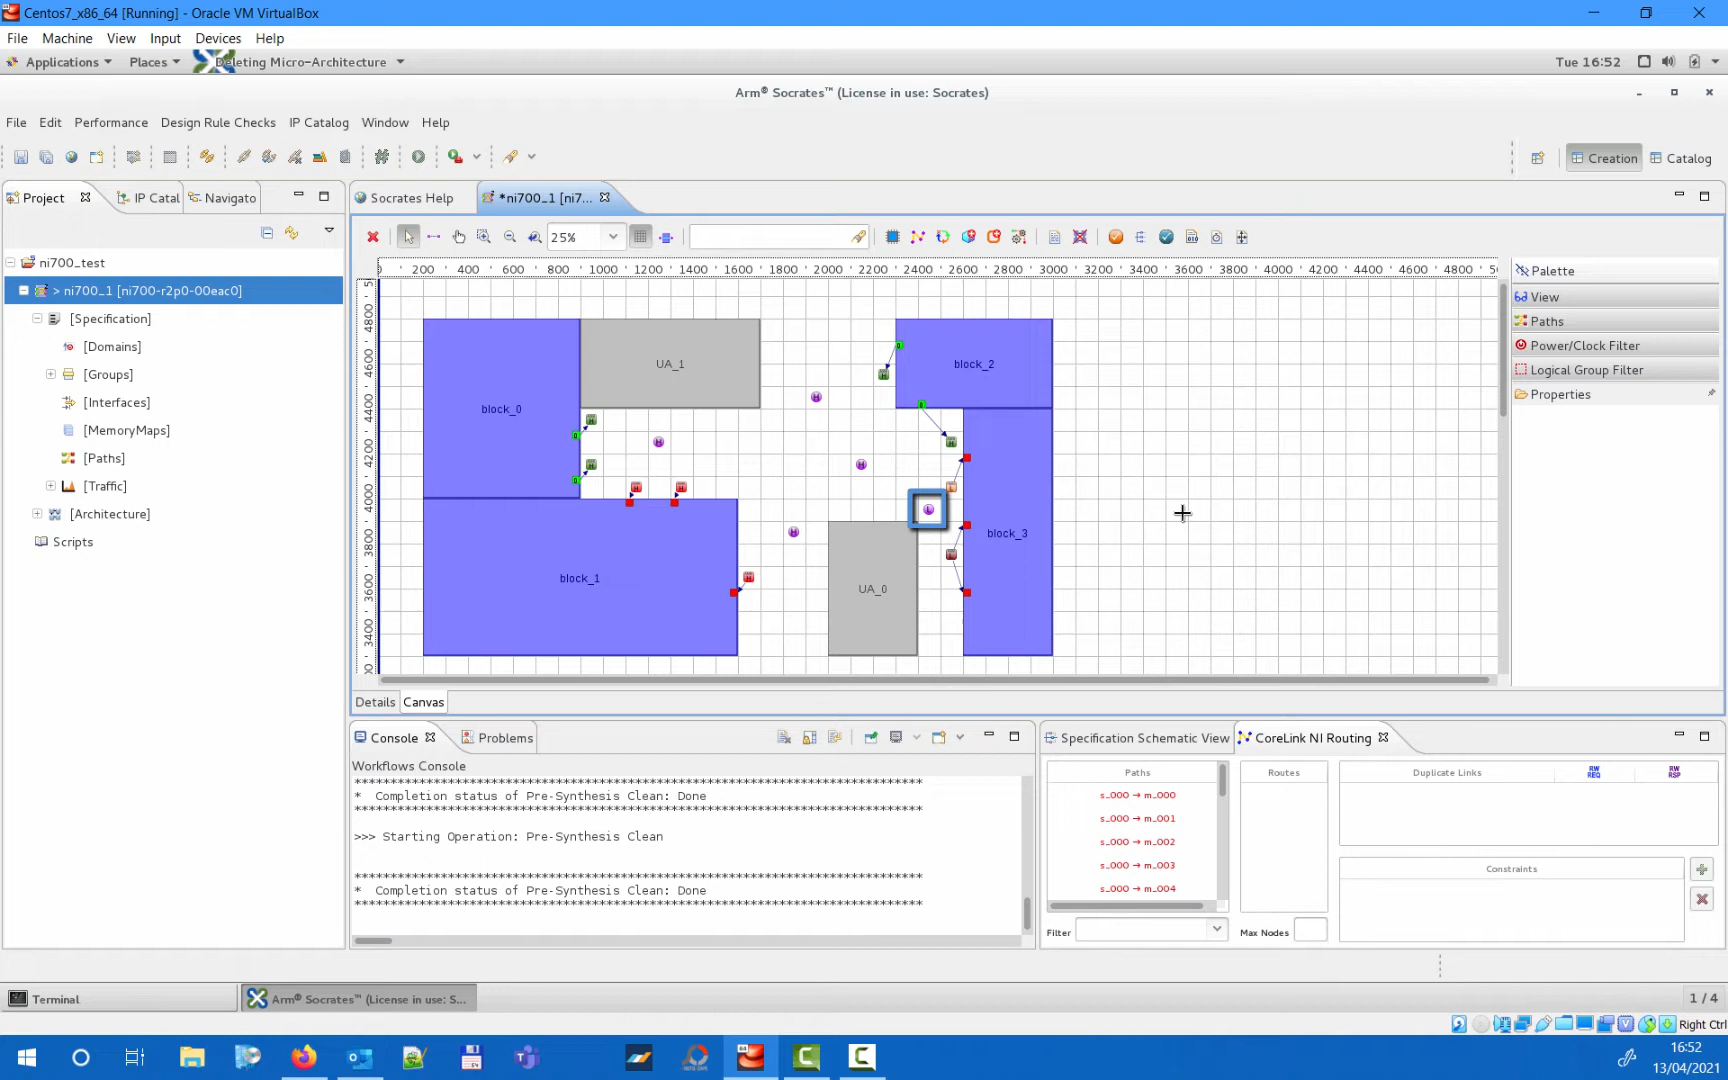 Centos7_x86_64 [Running] - Oracle VM VirtualBox
File Machine View Input Devices Help
Applications Places Deleting Micro-Architecture Tue 16:52
Arm® Socrates™ (License in use: Socrates)
File Edit Performance Design Rule Checks IP Catalog Window Help
Creation Catalog
Project IP Catal Navigato
Socrates Help *ni700_1 [ni7...
25%
ni700_test
> ni700_1 [ni700-r2p0-00eac0]
[Specification]
[Domains]
[Groups]
[Interfaces]
[MemoryMaps]
[Paths]
[Traffic]
[Architecture]
Scripts
200 400 600 800 1000 1200 1400 1600 1800 2000 2200 2400 2600 2800 3000 3200 3400 3600 3800 4000 4200 4400 4600 4800
4800
4600
4400
4200
4000
3800
3600
3400
block_0
UA_1
block_2
block_1
UA_0
block_3
Palette
View
Paths
Power/Clock Filter
Logical Group Filter
Properties
Details Canvas
Console Problems
Workflows Console
************************************************************************
* Completion status of Pre-Synthesis Clean: Done
************************************************************************
>>> Starting Operation: Pre-Synthesis Clean
************************************************************************
* Completion status of Pre-Synthesis Clean: Done
************************************************************************
Specification Schematic View CoreLink NI Routing
Paths Routes Duplicate Links RW REQ RW RSP
s_000 → m_000
s_000 → m_001
s_000 → m_002
s_000 → m_003
s_000 → m_004
Constraints
Filter Max Nodes
Terminal Arm® Socrates™ (License in use: S... 1 / 4
Right Ctrl
16:52
13/04/2021